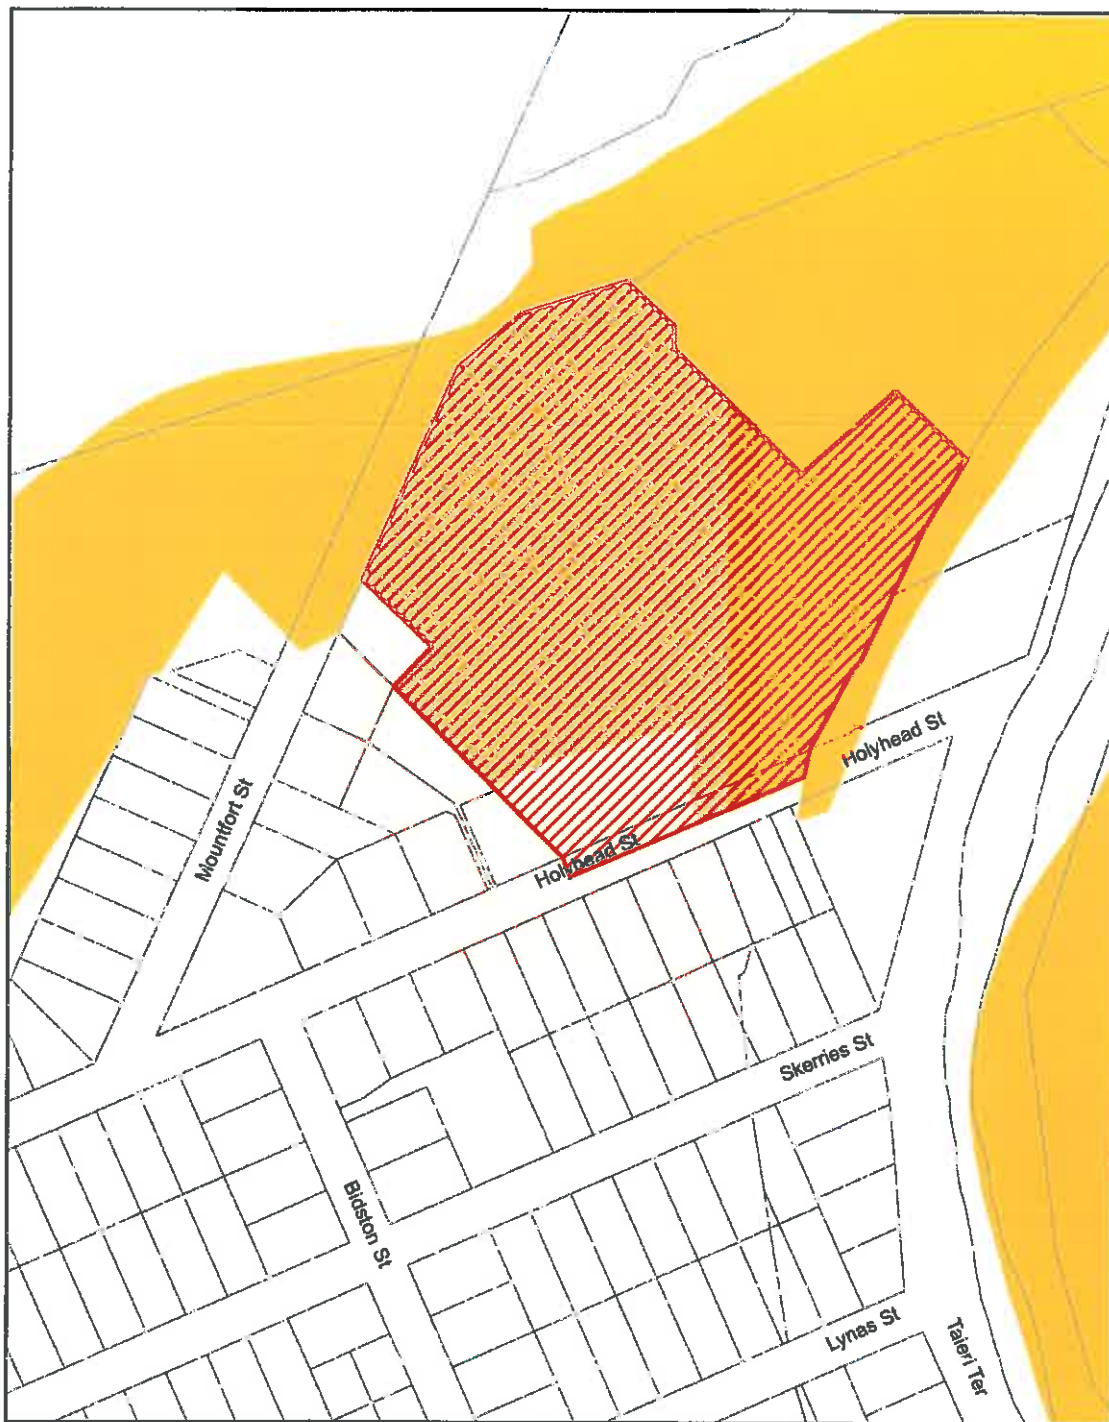 Holyhead St
Mountfort St
Holyhead St
Skerries St
Bidston St
Lynas St
Taieri Ter